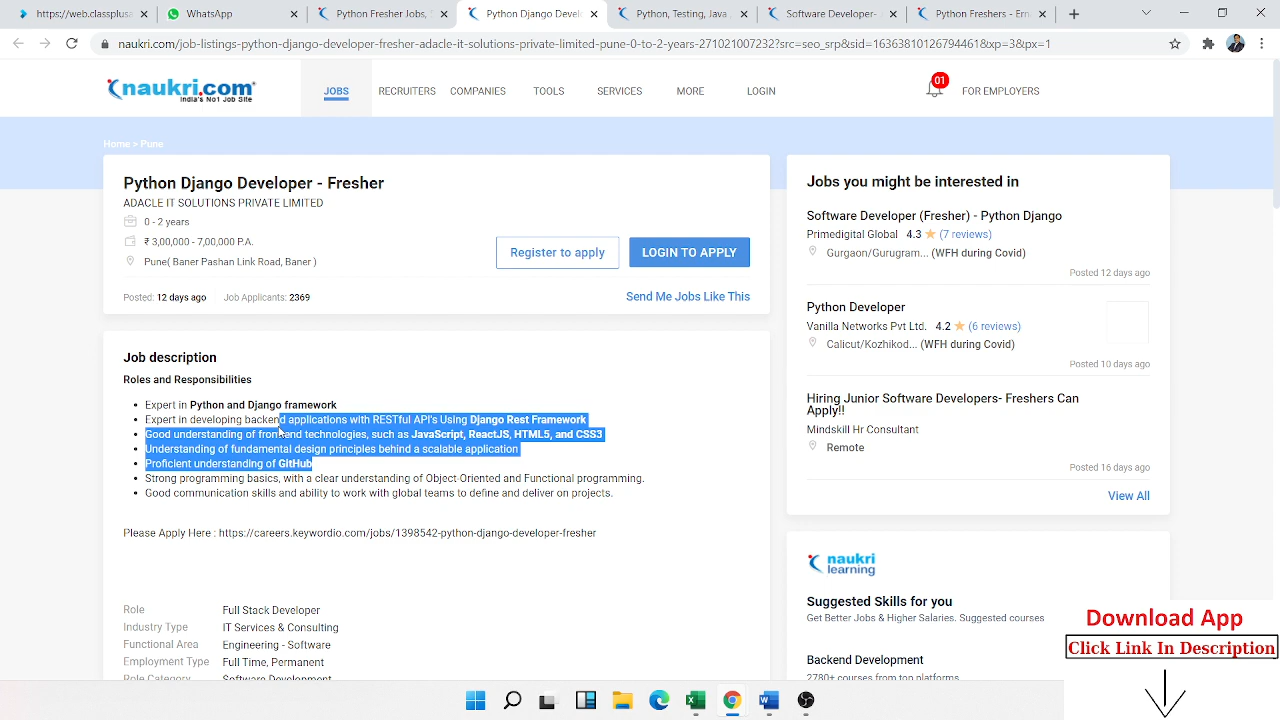 https://web.classplus
WhatsApp
Python Fresher Jobs,
Python Django Devel
Python, Testing, Java
Software Developer-
Python Freshers - Ern
naukri.com/job-listings-python-django-developer-fresher-adacle-it-solutions-private-limited-pune-0-to-2-years-271021007232?src=seo_srp&sid=16363810126794461&xp=3&px=1
naukri.com
India's No1 Job Site
JOBS RECRUITERS COMPANIES TOOLS SERVICES MORE LOGIN 01 FOR EMPLOYERS
Home > Pune
Python Django Developer - Fresher
ADACLE IT SOLUTIONS PRIVATE LIMITED
0 - 2 years
₹ 3,00,000 - 7,00,000 P.A.
Pune( Baner Pashan Link Road, Baner )
Register to apply LOGIN TO APPLY
Posted: 12 days ago Job Applicants: 2369 Send Me Jobs Like This
Job description
Roles and Responsibilities
• Expert in Python and Django framework
• Expert in developing backend applications with RESTful API's Using Django Rest Framework
• Good understanding of front-end technologies, such as JavaScript, ReactJS, HTML5, and CSS3
• Understanding of fundamental design principles behind a scalable application
• Proficient understanding of GitHub
• Strong programming basics, with a clear understanding of Object-Oriented and Functional programming.
• Good communication skills and ability to work with global teams to define and deliver on projects.
Please Apply Here : https://careers.keywordio.com/jobs/1398542-python-django-developer-fresher
Role Full Stack Developer
Industry Type IT Services & Consulting
Functional Area Engineering - Software
Employment Type Full Time, Permanent
Role Category Software Development
Jobs you might be interested in
Software Developer (Fresher) - Python Django
Primedigital Global 4.3 (7 reviews)
Gurgaon/Gurugram... (WFH during Covid)
Posted 12 days ago
Python Developer
Vanilla Networks Pvt Ltd. 4.2 (6 reviews)
Calicut/Kozhikod... (WFH during Covid)
Posted 10 days ago
Hiring Junior Software Developers- Freshers Can
Apply!!
Mindskill Hr Consultant
Remote
Posted 16 days ago
View All
naukri
learning
Suggested Skills for you
Get Better Jobs & Higher Salaries. Suggested courses
Backend Development
2780+ courses from top platforms
Download App
Click Link In Description